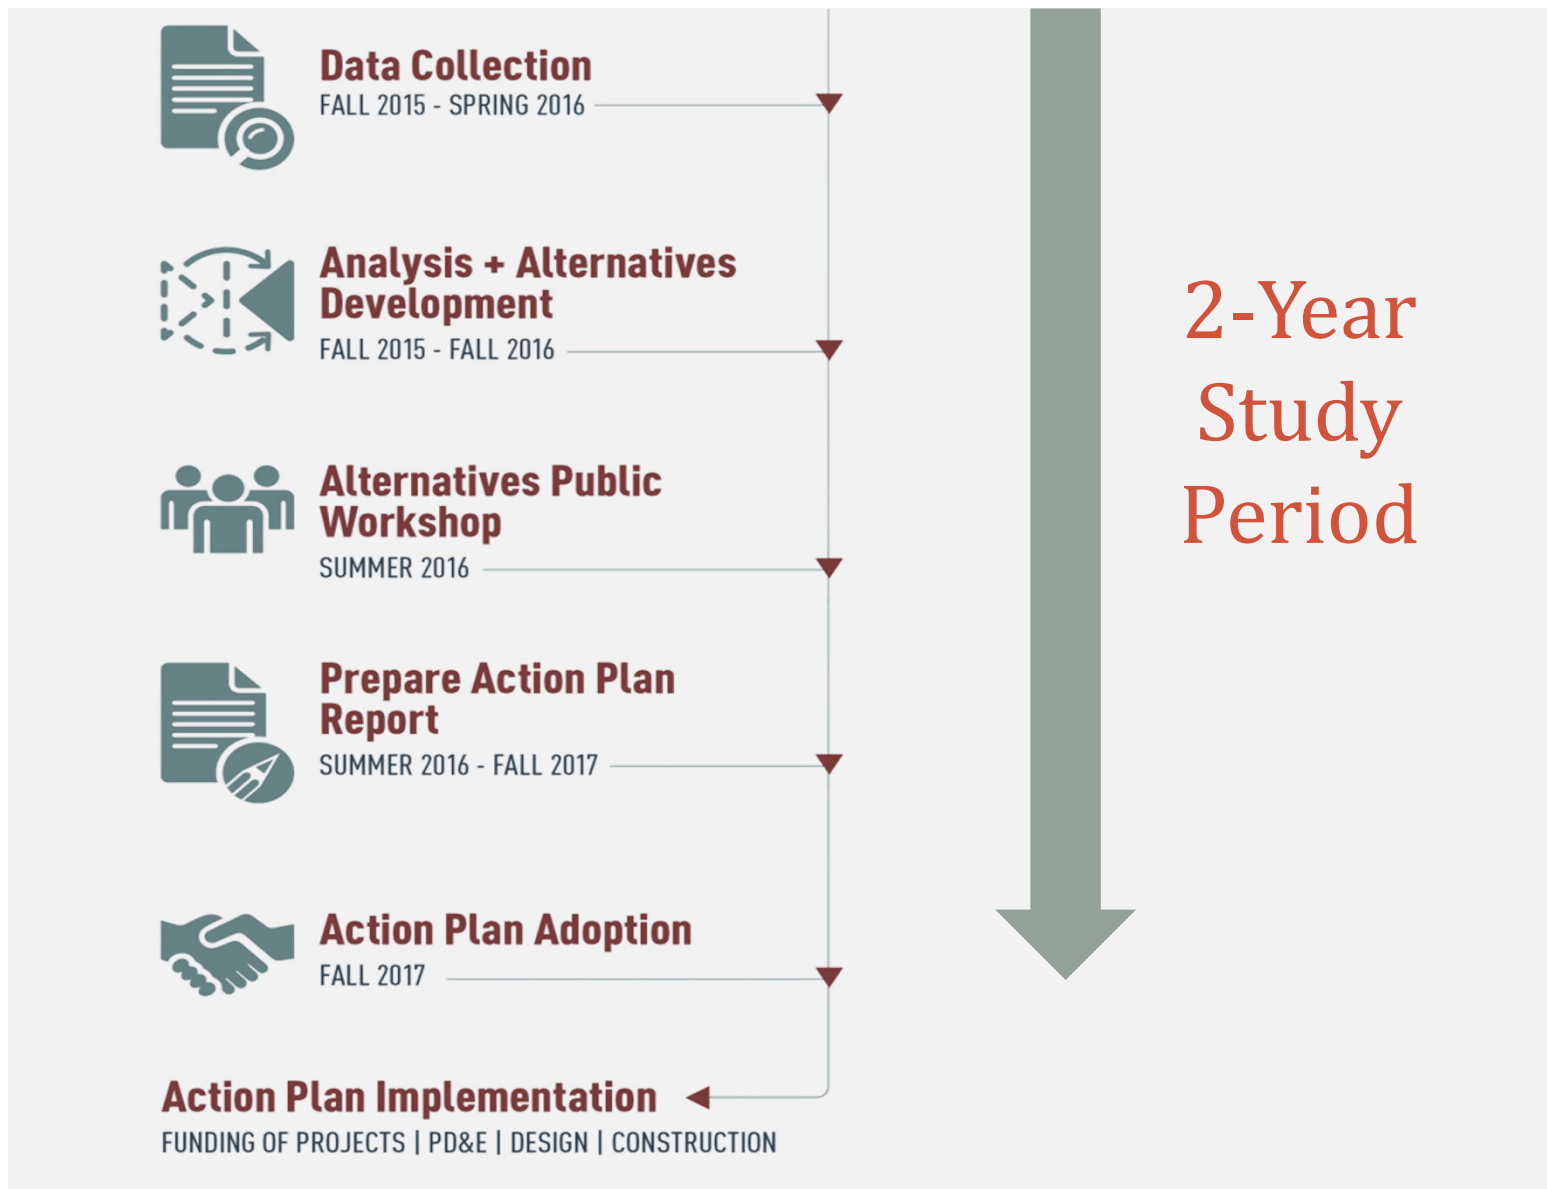 Data Collection
FALL 2015 - SPRING 2016
Analysis + Alternatives
Development
FALL 2015 - FALL 2016
Alternatives Public
Workshop
SUMMER 2016
Prepare Action Plan
Report
SUMMER 2016 - FALL 2017
Action Plan Adoption
FALL 2017
Action Plan Implementation
FUNDING OF PROJECTS | PD&E | DESIGN | CONSTRUCTION
2-Year
Study
Period